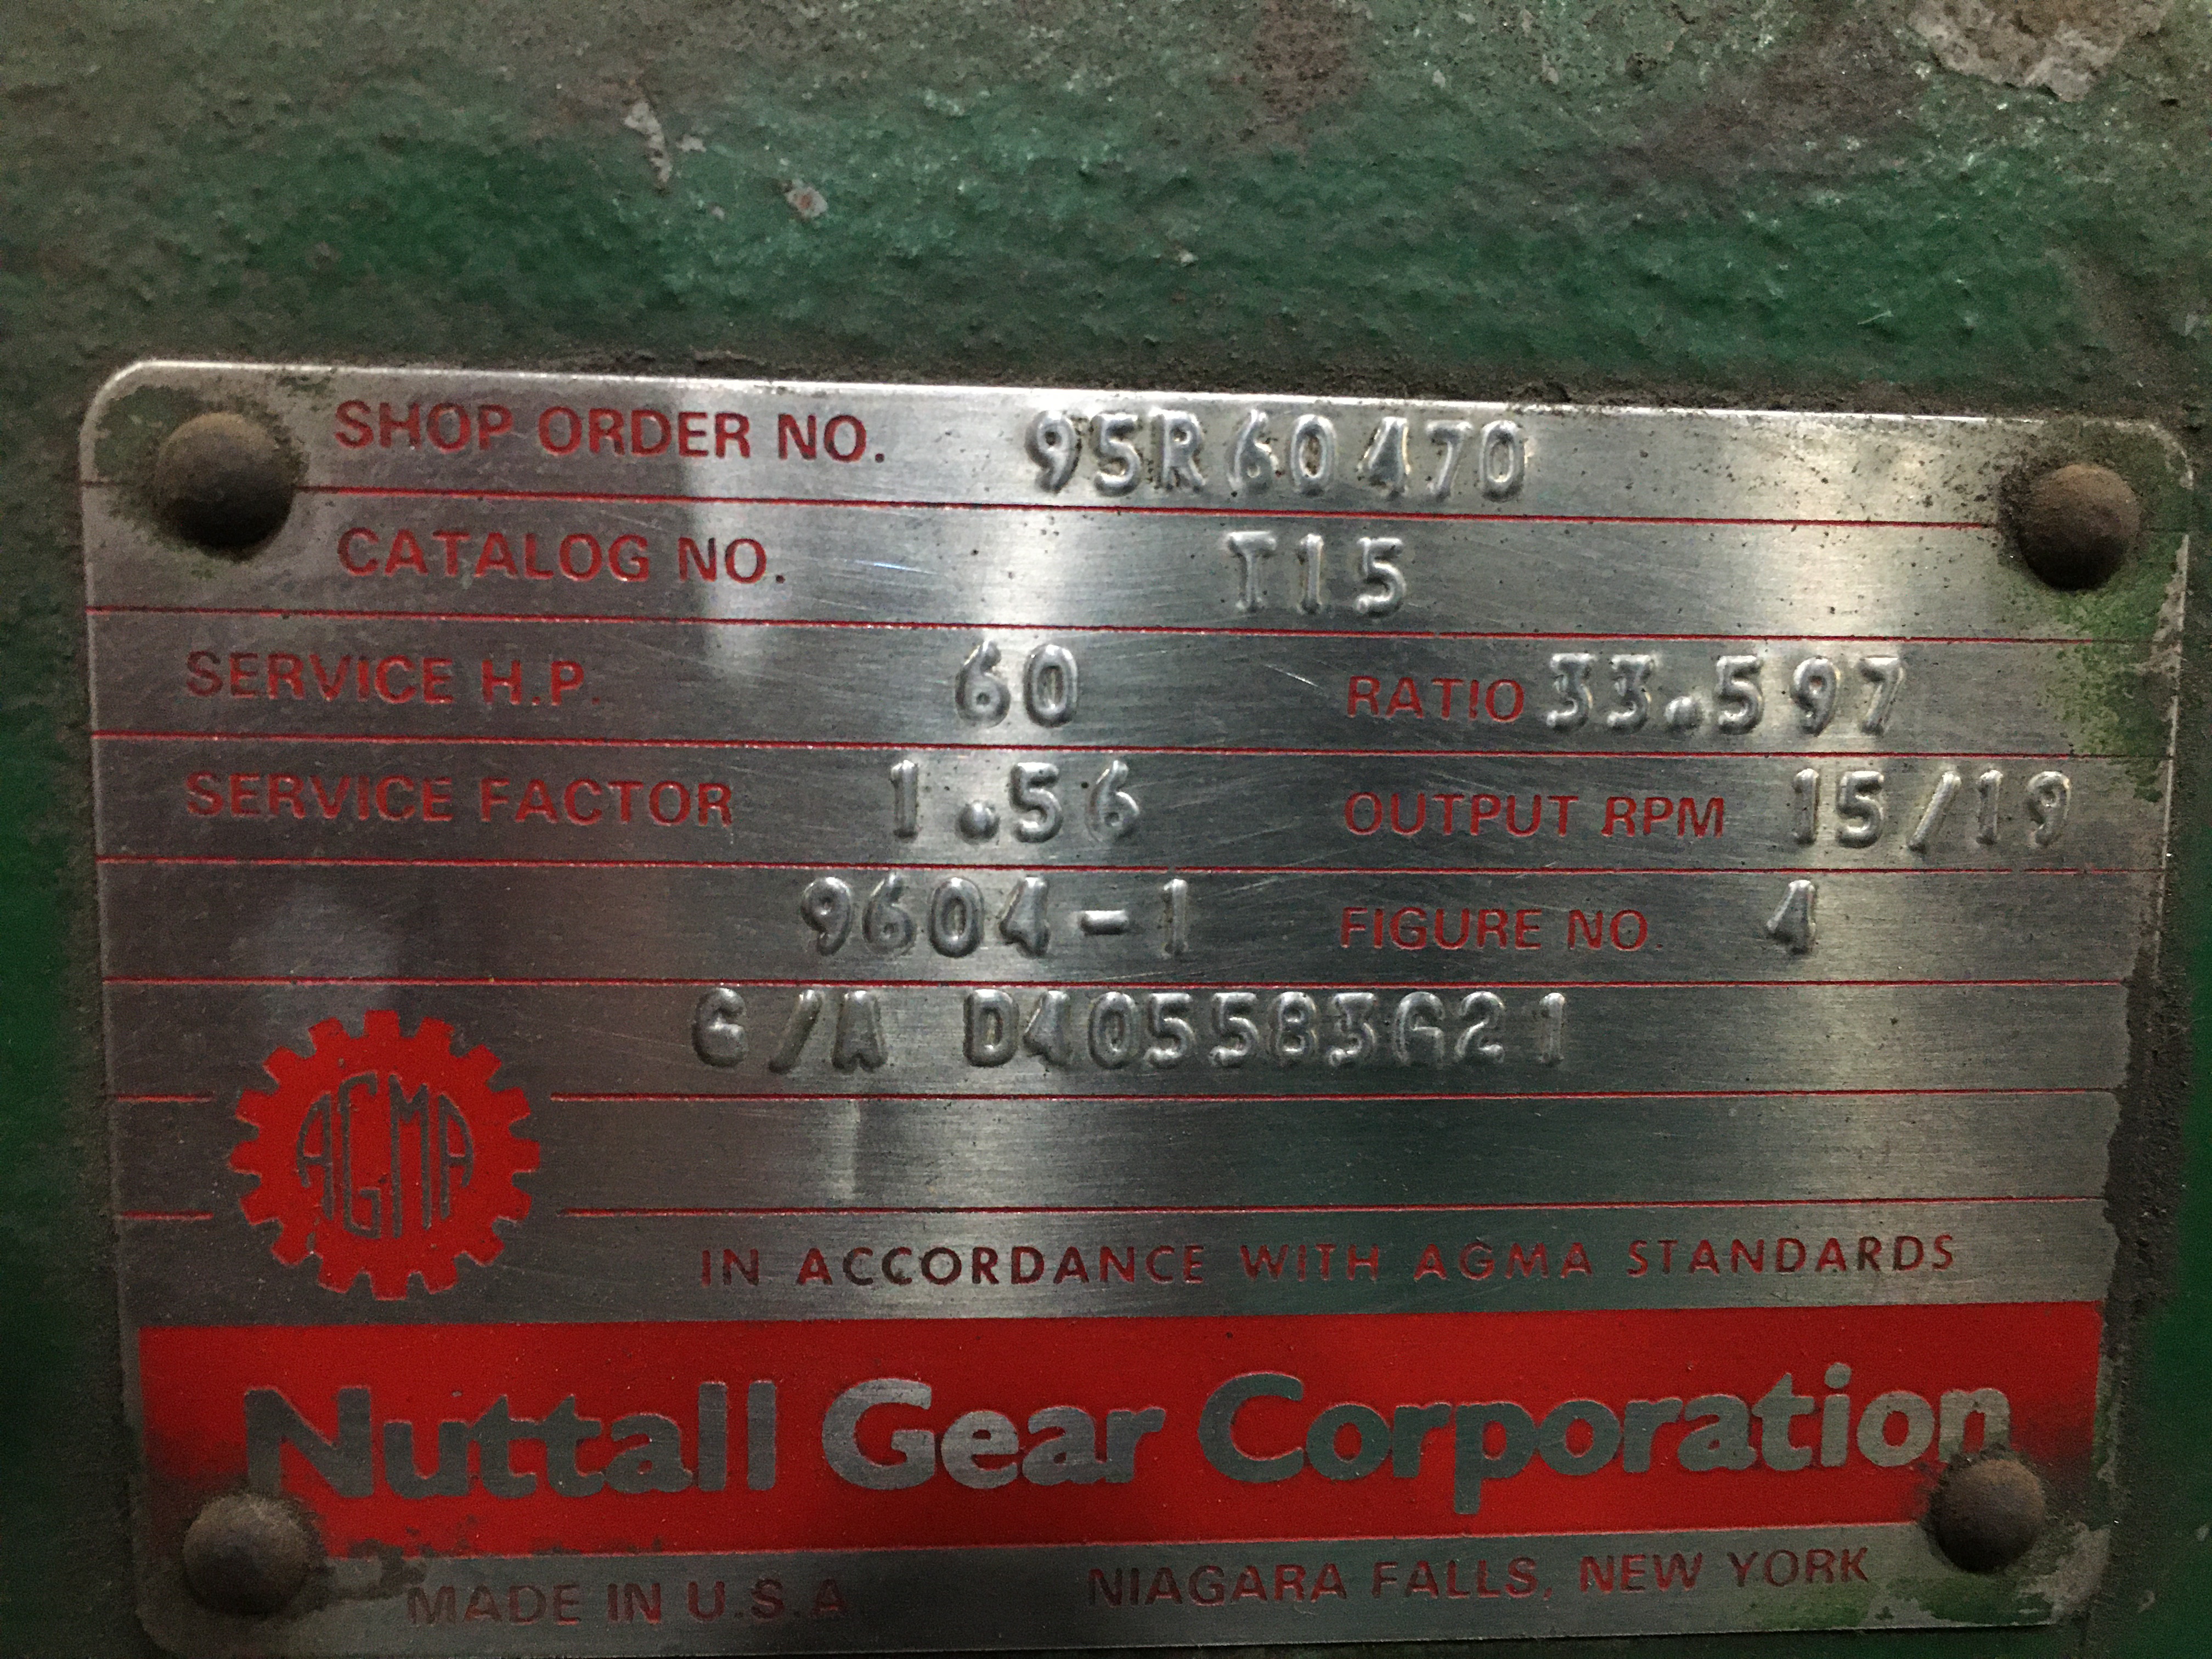 SHOP ORDER NO. 95R60470
CATALOG NO. T15
SERVICE H.P. 60 RATIO 33.597
SERVICE FACTOR 1.56 OUTPUT RPM 15/19
9604-1 FIGURE NO. 4
G/A D405583G21
AGMA
IN ACCORDANCE WITH AGMA STANDARDS
Nuttall Gear Corporation
MADE IN U.S.A. NIAGARA FALLS, NEW YORK